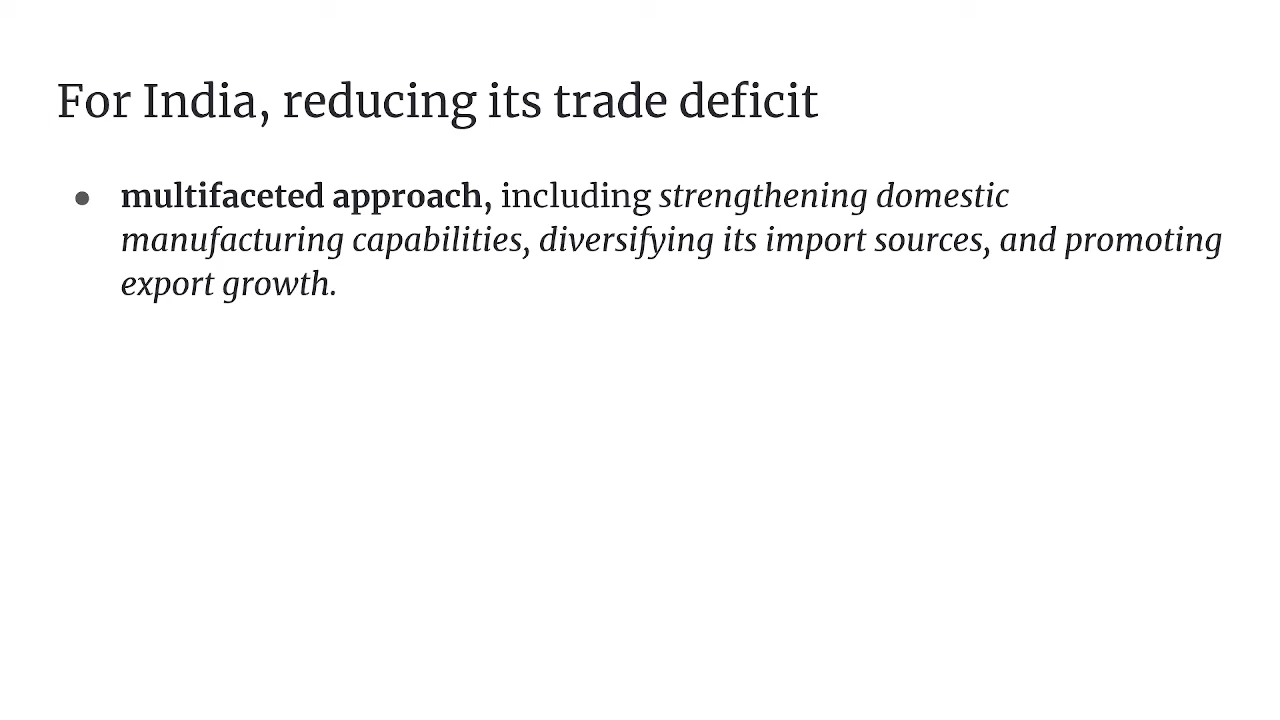 For India, reducing its trade deficit
● multifaceted approach, including strengthening domestic
manufacturing capabilities, diversifying its import sources, and promoting
export growth.